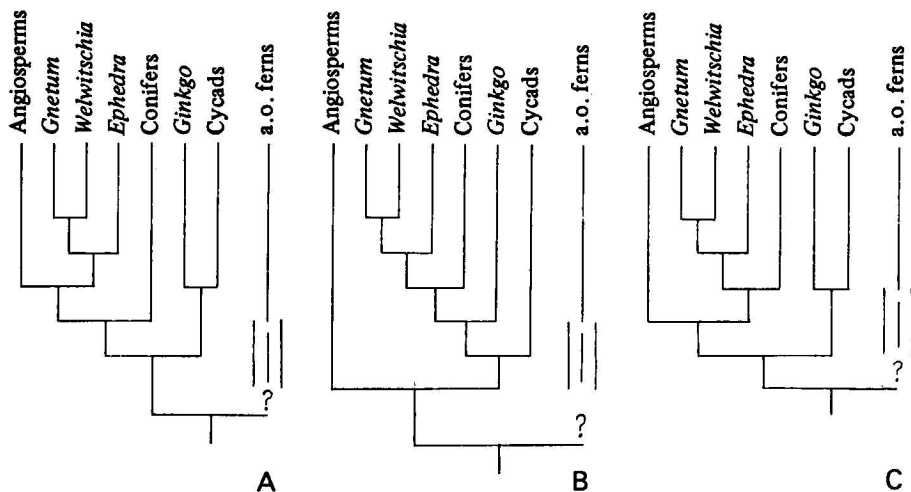 Angiosperms
Gnetum
Welwitschia
Ephedra
Conifers
Ginkgo
Cycads
a.o. ferns
?
A
Angiosperms
Gnetum
Welwitschia
Ephedra
Conifers
Ginkgo
Cycads
a.o. ferns
?
B
Angiosperms
Gnetum
Welwitschia
Ephedra
Conifers
Ginkgo
Cycads
a.o. ferns
?
C